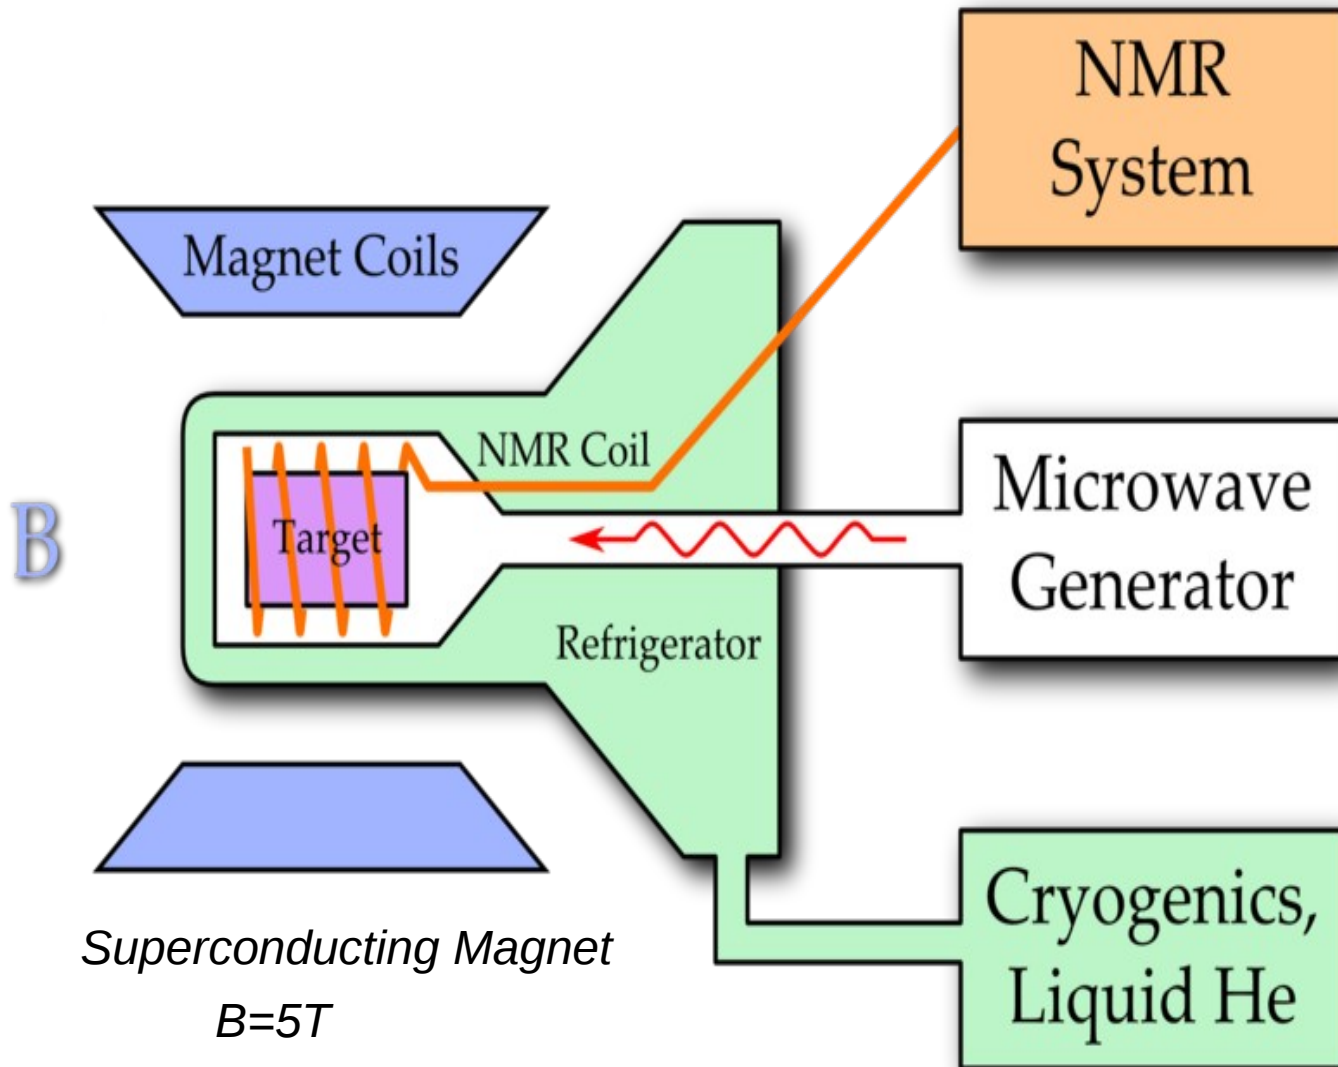 NMR
System
Magnet Coils
NMR Coil
B
Target
Microwave
Generator
Refrigerator
Cryogenics,
Liquid He
Superconducting Magnet
B=5T